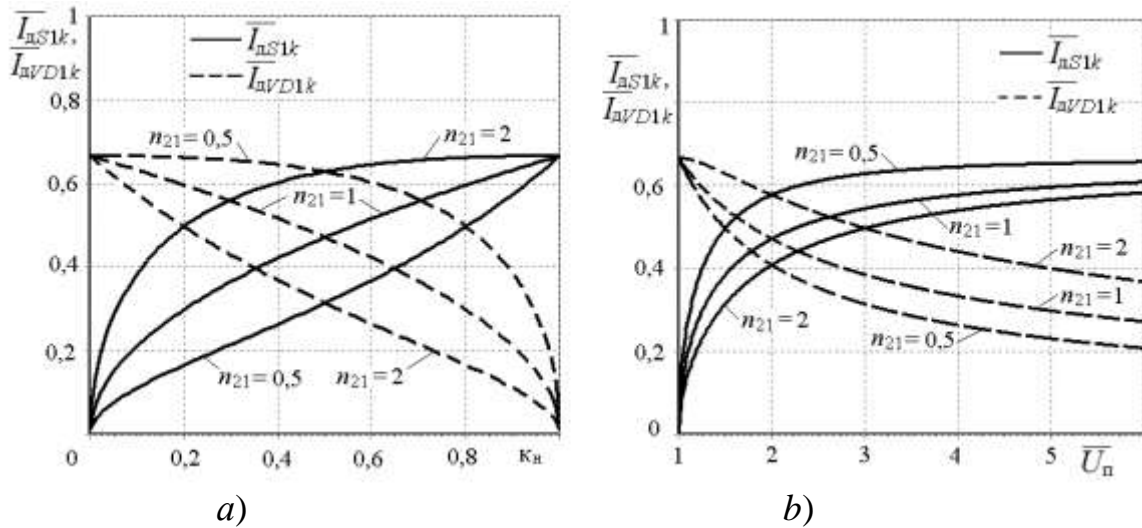 I̅дS1k,
I̅дVD1k
1
0,8
0,6
0,4
0,2
0
0,2
0,4
0,6
0,8
кн
I̅дS1k
I̅дVD1k
n21= 0,5
n21= 2
n21= 1
n21= 0,5
n21= 2
a)
I̅дS1k,
I̅дVD1k
1
0,8
0,6
0,4
0,2
0
1
2
3
4
5
U̅п
I̅дS1k
I̅дVD1k
n21= 0,5
n21= 1
n21= 2
n21= 1
n21= 2
n21= 0,5
b)